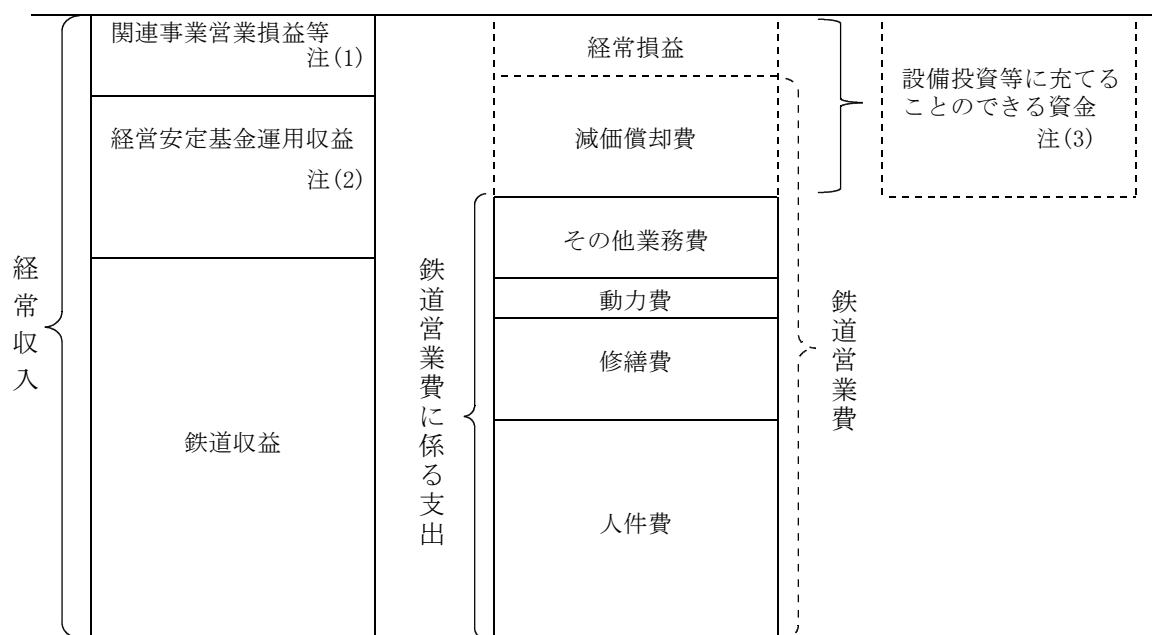 関連事業営業損益等
注(1)
経営安定基金運用収益
注(2)
鉄道収益
経常収入
経常損益
減価償却費
その他業務費
動力費
修繕費
人件費
鉄道営業費に係る支出
鉄道営業費
設備投資等に充てる
ことのできる資金
注(3)